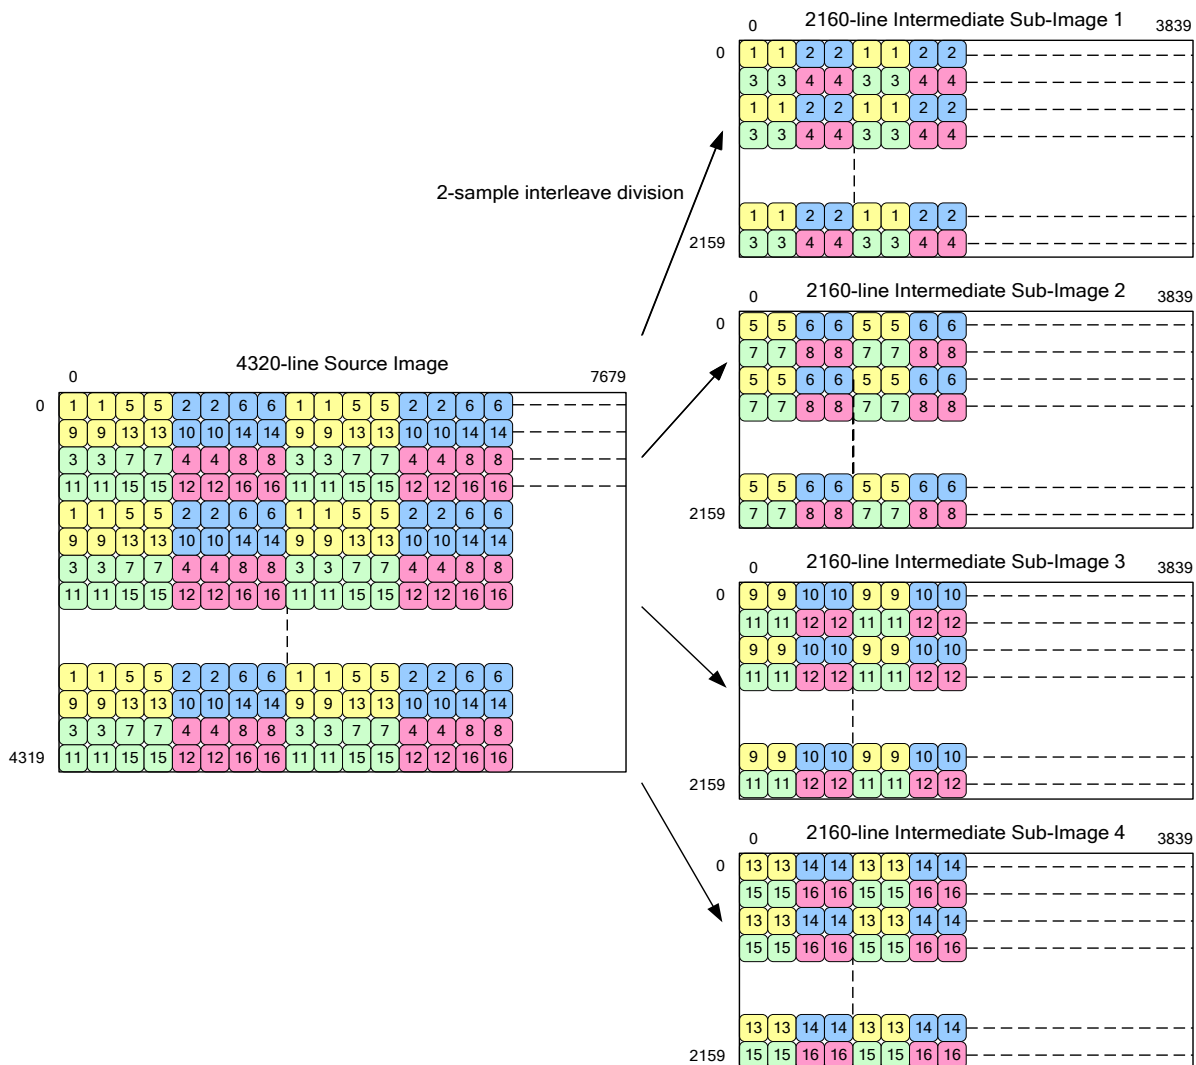 4320-line Source Image
0 7679
0 1 1 5 5 2 2 6 6 1 1 5 5 2 2 6 6
9 9 13 13 10 10 14 14 9 9 13 13 10 10 14 14
3 3 7 7 4 4 8 8 3 3 7 7 4 4 8 8
11 11 15 15 12 12 16 16 11 11 15 15 12 12 16 16
1 1 5 5 2 2 6 6 1 1 5 5 2 2 6 6
9 9 13 13 10 10 14 14 9 9 13 13 10 10 14 14
3 3 7 7 4 4 8 8 3 3 7 7 4 4 8 8
11 11 15 15 12 12 16 16 11 11 15 15 12 12 16 16
1 1 5 5 2 2 6 6 1 1 5 5 2 2 6 6
9 9 13 13 10 10 14 14 9 9 13 13 10 10 14 14
3 3 7 7 4 4 8 8 3 3 7 7 4 4 8 8
4319 11 11 15 15 12 12 16 16 11 11 15 15 12 12 16 16
2-sample interleave division
2160-line Intermediate Sub-Image 1
0 3839
0 1 1 2 2 1 1 2 2
3 3 4 4 3 3 4 4
1 1 2 2 1 1 2 2
3 3 4 4 3 3 4 4
1 1 2 2 1 1 2 2
2159 3 3 4 4 3 3 4 4
2160-line Intermediate Sub-Image 2
0 3839
0 5 5 6 6 5 5 6 6
7 7 8 8 7 7 8 8
5 5 6 6 5 5 6 6
7 7 8 8 7 7 8 8
5 5 6 6 5 5 6 6
2159 7 7 8 8 7 7 8 8
2160-line Intermediate Sub-Image 3
0 3839
0 9 9 10 10 9 9 10 10
11 11 12 12 11 11 12 12
9 9 10 10 9 9 10 10
11 11 12 12 11 11 12 12
9 9 10 10 9 9 10 10
2159 11 11 12 12 11 11 12 12
2160-line Intermediate Sub-Image 4
0 3839
0 13 13 14 14 13 13 14 14
15 15 16 16 15 15 16 16
13 13 14 14 13 13 14 14
15 15 16 16 15 15 16 16
13 13 14 14 13 13 14 14
2159 15 15 16 16 15 15 16 16